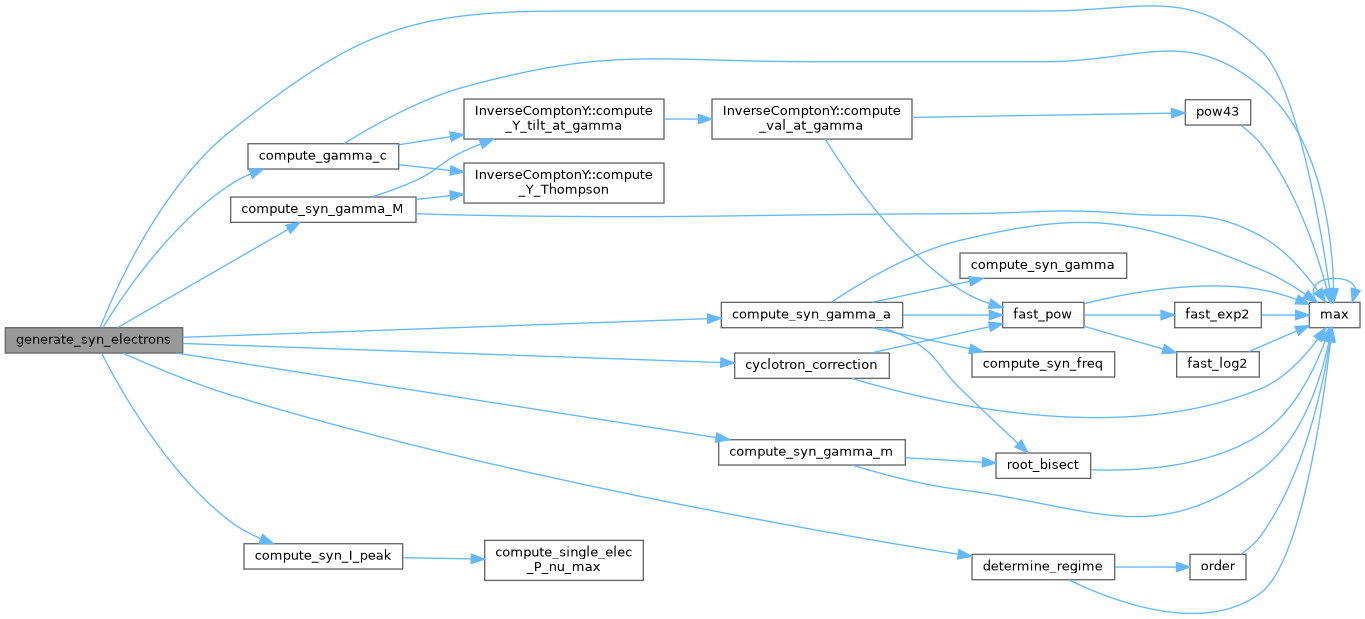 InverseComptonY::compute
_Y_tilt_at_gamma
InverseComptonY::compute
_val_at_gamma
pow43
compute_gamma_c
InverseComptonY::compute
_Y_Thompson
compute_syn_gamma_M
compute_syn_gamma
generate_syn_electrons
compute_syn_gamma_a
fast_pow
fast_exp2
max
cyclotron_correction
compute_syn_freq
fast_log2
compute_syn_gamma_m
root_bisect
compute_syn_I_peak
compute_single_elec
_P_nu_max
determine_regime
order